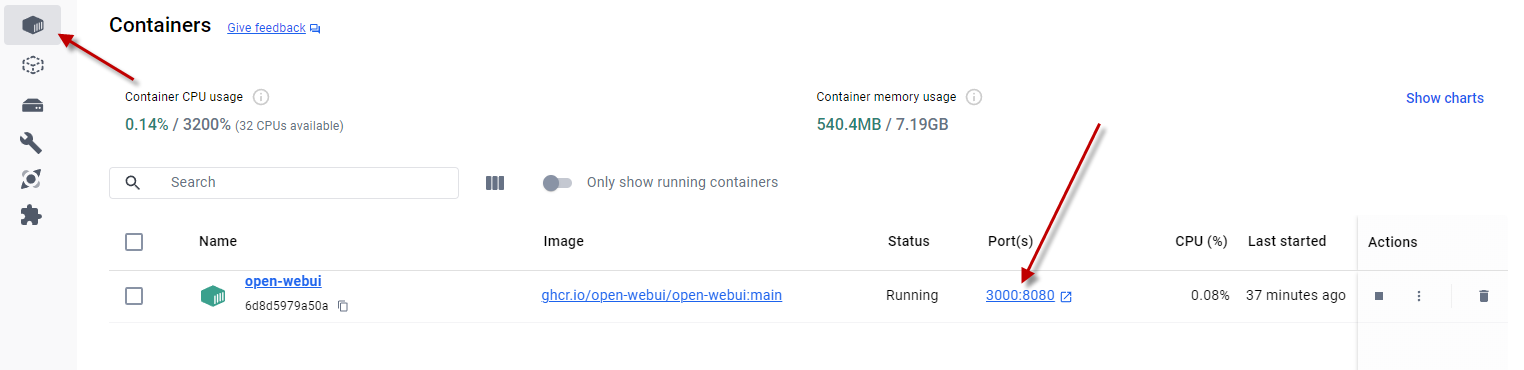 Containers Give feedback
Container CPU usage
Container memory usage
0.14% / 3200% (32 CPUs available)
540.4MB / 7.19GB
Show charts
Search
Only show running containers
Name Image Status Port(s) CPU (%) Last started Actions
open-webui
6d8d5979a50a
ghcr.io/open-webui/open-webui:main Running 3000:8080 0.08% 37 minutes ago